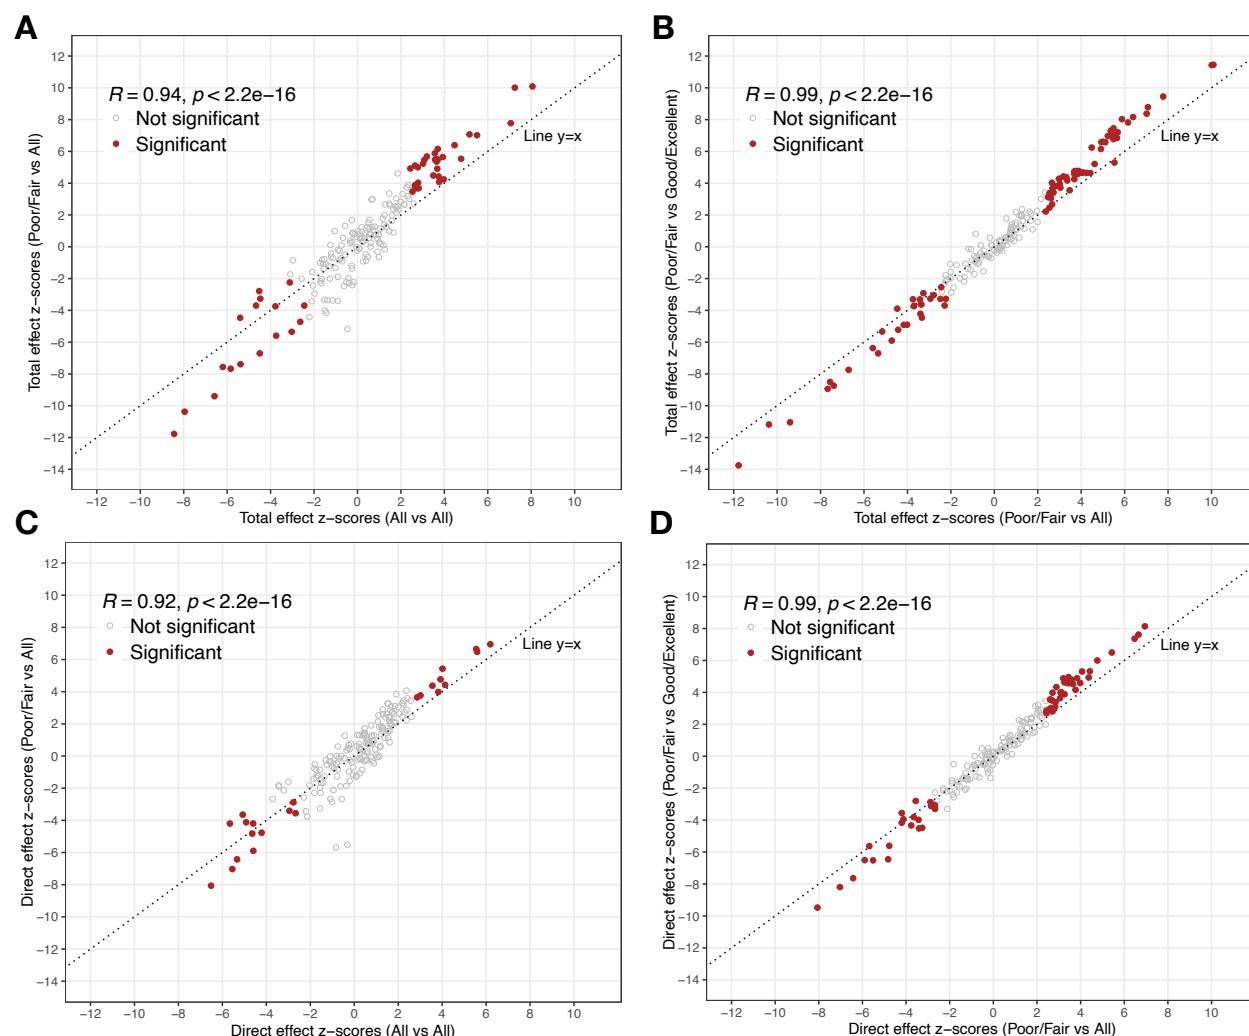 A
R = 0.94, p < 2.2e−16
Not significant
Significant
Line y=x
12
10
8
6
4
2
0
−2
−4
−6
−8
−10
−12
−14
−12 −10 −8 −6 −4 −2 0 2 4 6 8 10
Total effect z−scores (Poor/Fair vs All)
Total effect z−scores (All vs All)
B
R = 0.99, p < 2.2e−16
Not significant
Significant
Line y=x
12
10
8
6
4
2
0
−2
−4
−6
−8
−10
−12
−14
−12 −10 −8 −6 −4 −2 0 2 4 6 8 10
Total effect z−scores (Poor/Fair vs Good/Excellent)
Total effect z−scores (Poor/Fair vs All)
C
R = 0.92, p < 2.2e−16
Not significant
Significant
Line y=x
12
10
8
6
4
2
0
−2
−4
−6
−8
−10
−12
−14
−12 −10 −8 −6 −4 −2 0 2 4 6 8 10
Direct effect z−scores (Poor/Fair vs All)
Direct effect z−scores (All vs All)
D
R = 0.99, p < 2.2e−16
Not significant
Significant
Line y=x
12
10
8
6
4
2
0
−2
−4
−6
−8
−10
−12
−14
−12 −10 −8 −6 −4 −2 0 2 4 6 8 10
Direct effect z−scores (Poor/Fair vs Good/Excellent)
Direct effect z−scores (Poor/Fair vs All)